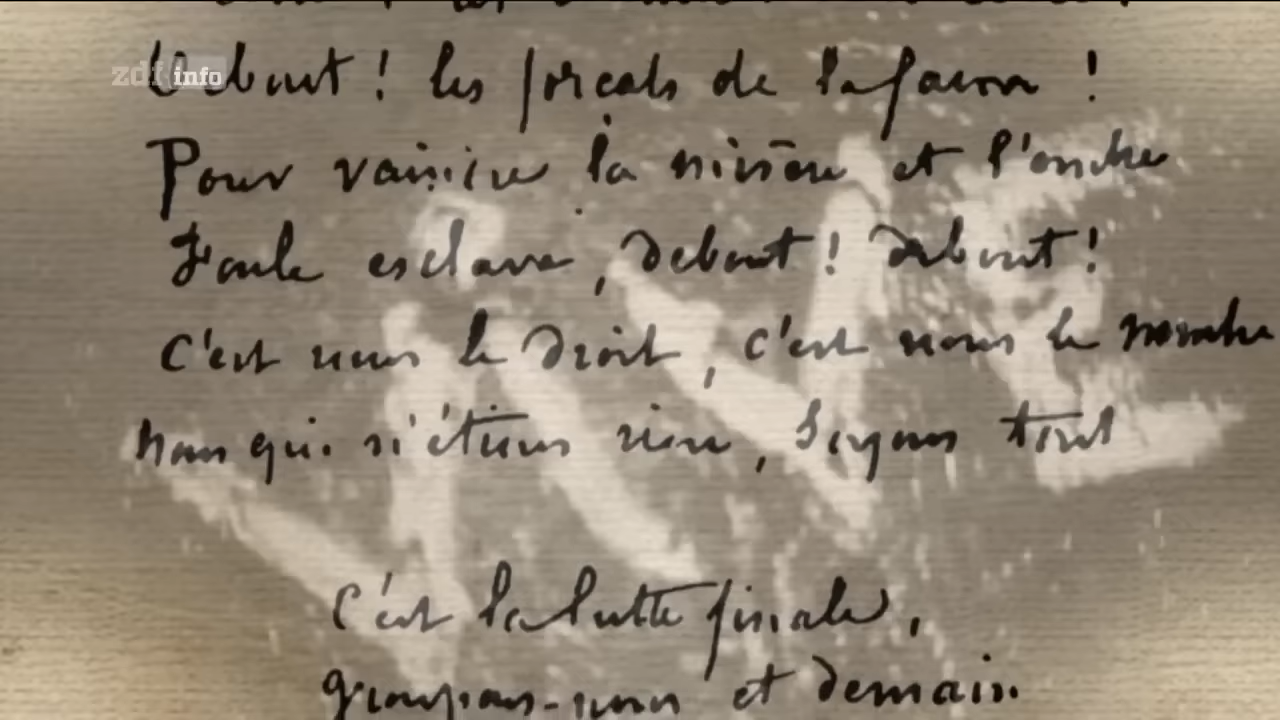 zdf info
Debout ! les forçats de la faim !
Pour vaincre la misère et l'ombre
Foule esclave, debout ! debout !
C'est nous le droit, c'est nous le nombre
Nous qui n'étions rien, soyons tout
C'est la lutte finale,
groupons-nous et demain